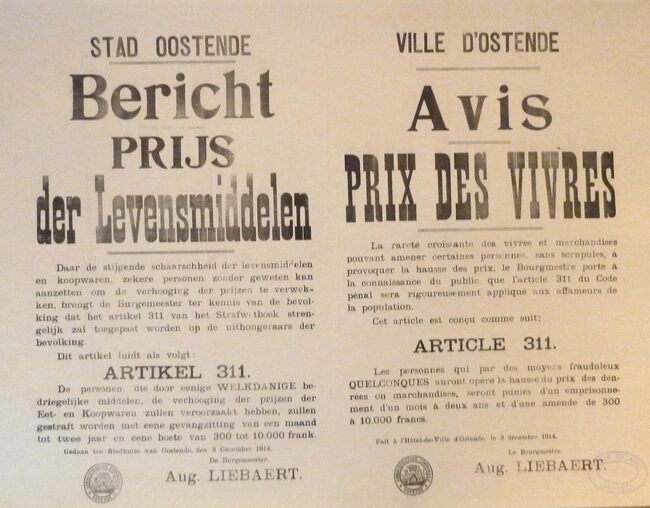 STAD OOSTENDE
Bericht
PRIJS
der Levensmiddelen
Daar de stijgende schaarschheid der levensmiddelen
en koopwaren, zekere personen zonder geweten kan
aanzetten om de verhooging der prijzen te verwek-
ken, brengt de Burgemeester ter kennis van de bevol-
king dat het artikel 311 van het Strafwetboek stren-
gelijk zal toegepast worden op de uithongeraars der
bevolking.
Dit artikel luidt als volgt:
ARTIKEL 311.
De personen, die door eenige WELKDANIGE be-
driegelijke middelen, de verhooging der prijzen der
Eet- en Koopwaren zullen veroorzaakt hebben, zullen
gestraft worden met eene gevangzitting van een maand
tot twee jaar en eene boete van 300 tot 10.000 frank.
Gedaan ten Stadhuize van Oostende, den 3 December 1914.
De Burgemeester,
Aug. LIEBAERT.
VILLE D'OSTENDE
Avis
PRIX DES VIVRES
La rareté croissante des vivres et marchandises
pouvant amener certaines personnes, sans scrupules, à
provoquer la hausse des prix, le Bourgmestre porte à
la connaissance du public que l'article 311 du Code
pénal sera rigoureusement appliqué aux affameurs de
la population.
Cet article est conçu comme suit:
ARTICLE 311.
Les personnes qui par des moyens frauduleux
QUELCONQUES auront opéré la hausse du prix des den-
rées ou marchandises, seront punies d'un emprisonne-
ment d'un mois à deux ans et d'une amende de 300
à 10.000 francs.
Fait à l'Hôtel-de-Ville d'Ostende, le 3 décembre 1914.
Le Bourgmestre
Aug. LIEBAERT.